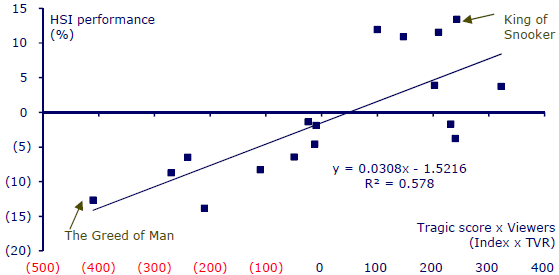 15
HSI performance
(%)
King of
Snooker
10
5
0
(5)
(10)
(15)
(20)
y = 0.0308x - 1.5216
R² = 0.578
The Greed of Man
Tragic score x Viewers
(Index x TVR)
(500) (400) (300) (200) (100) 0 100 200 300 400